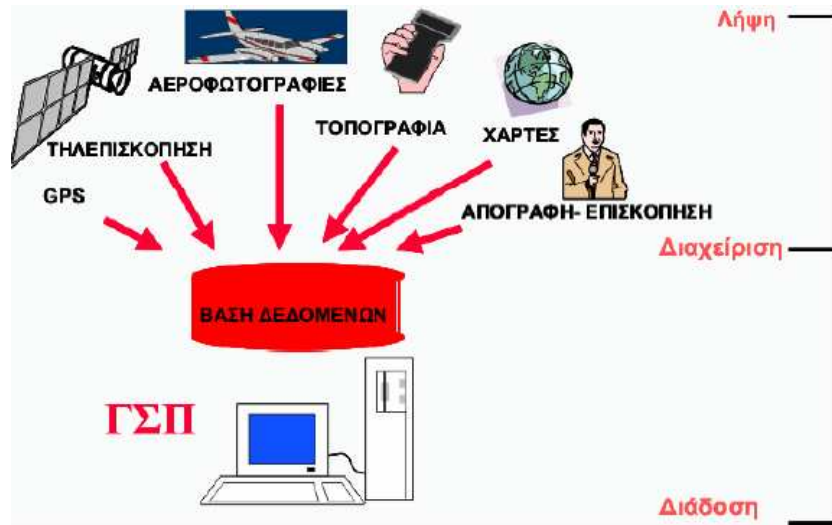 Λήψη
ΑΕΡΟΦΩΤΟΓΡΑΦΙΕΣ
ΤΟΠΟΓΡΑΦΙΑ
ΧΑΡΤΕΣ
ΤΗΛΕΠΙΣΚΟΠΗΣΗ
GPS
ΑΠΟΓΡΑΦΗ- ΕΠΙΣΚΟΠΗΣΗ
Διαχείριση
ΒΑΣΗ ΔΕΔΟΜΕΝΩΝ
ΓΣΠ
Διάδοση